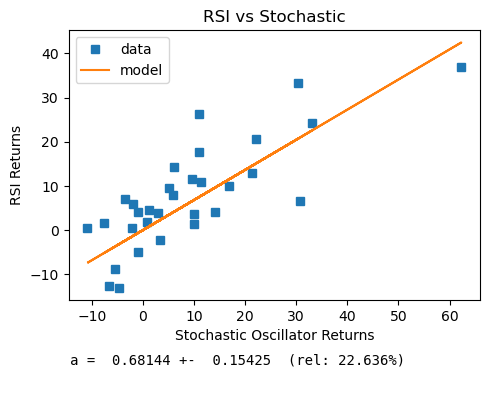 RSI vs Stochastic
data
model
40
30
20
10
0
−10
RSI Returns
−10 0 10 20 30 40 50 60
Stochastic Oscillator Returns
a =  0.68144 +-  0.15425  (rel: 22.636%)